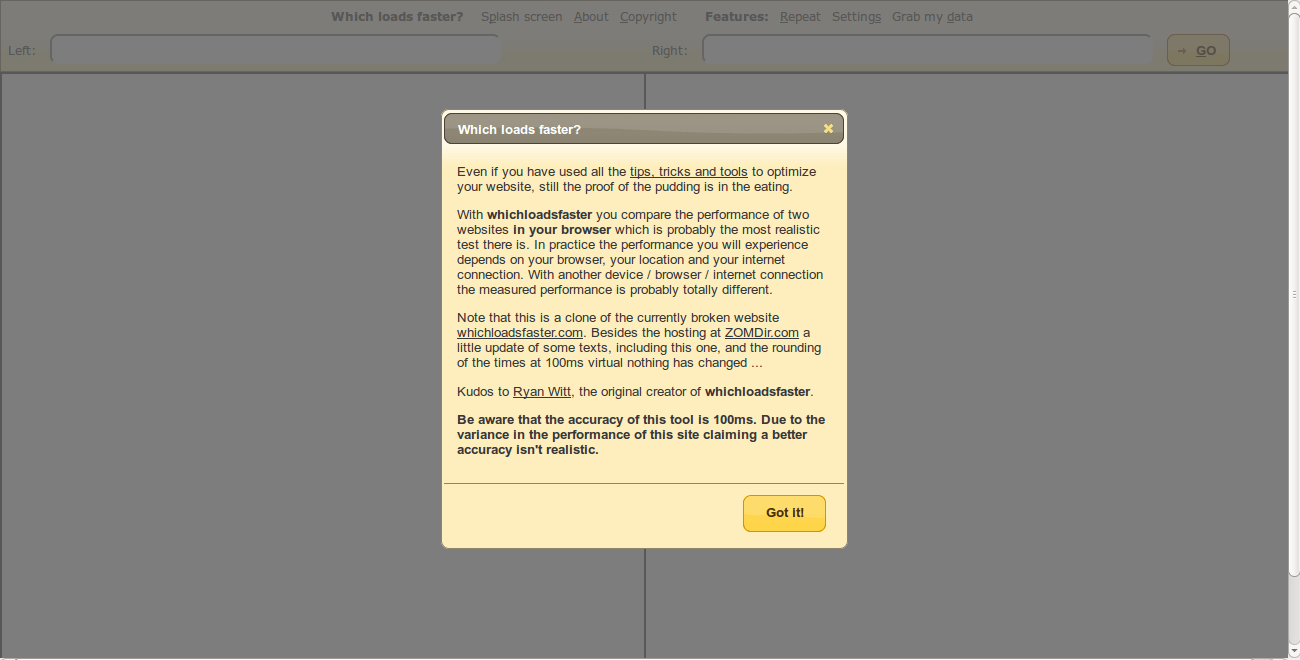 Which loads faster? Splash screen About Copyright Features: Repeat Settings Grab my data
Left: Right: → GO
Which loads faster? ✖
Even if you have used all the tips, tricks and tools to optimize
your website, still the proof of the pudding is in the eating.
With whichloadsfaster you compare the performance of two
websites in your browser which is probably the most realistic
test there is. In practice the performance you will experience
depends on your browser, your location and your internet
connection. With another device / browser / internet connection
the measured performance is probably totally different.
Note that this is a clone of the currently broken website
whichloadsfaster.com. Besides the hosting at ZOMDir.com a
little update of some texts, including this one, and the rounding
of the times at 100ms virtual nothing has changed ...
Kudos to Ryan Witt, the original creator of whichloadsfaster.
Be aware that the accuracy of this tool is 100ms. Due to the
variance in the performance of this site claiming a better
accuracy isn't realistic.
Got it!